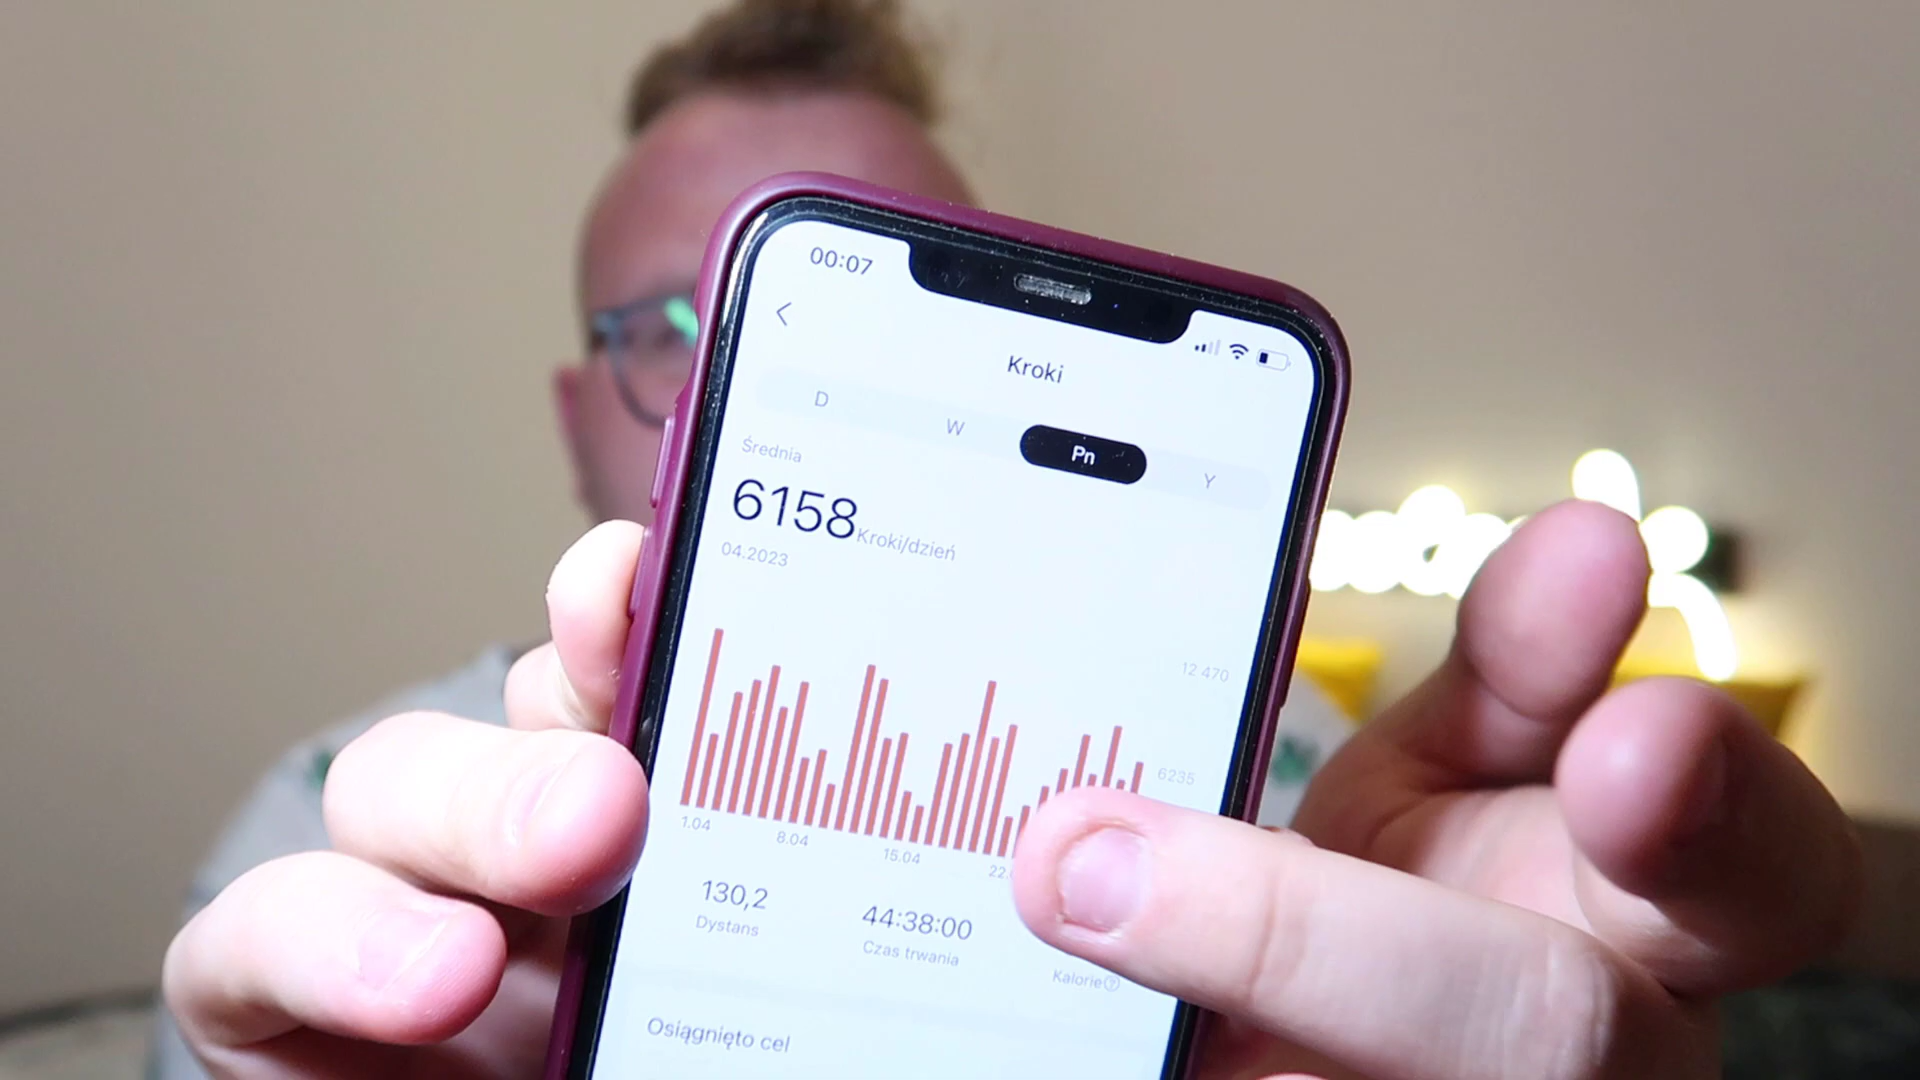 00:07
Kroki
D W Pn Y
Średnia
6158 Kroki/dzień
04.2023
12 470
6235
1.04 8.04 15.04 22.
130,2 44:38:00
Dystans Czas trwania Kalorie
Osiągnięto cel